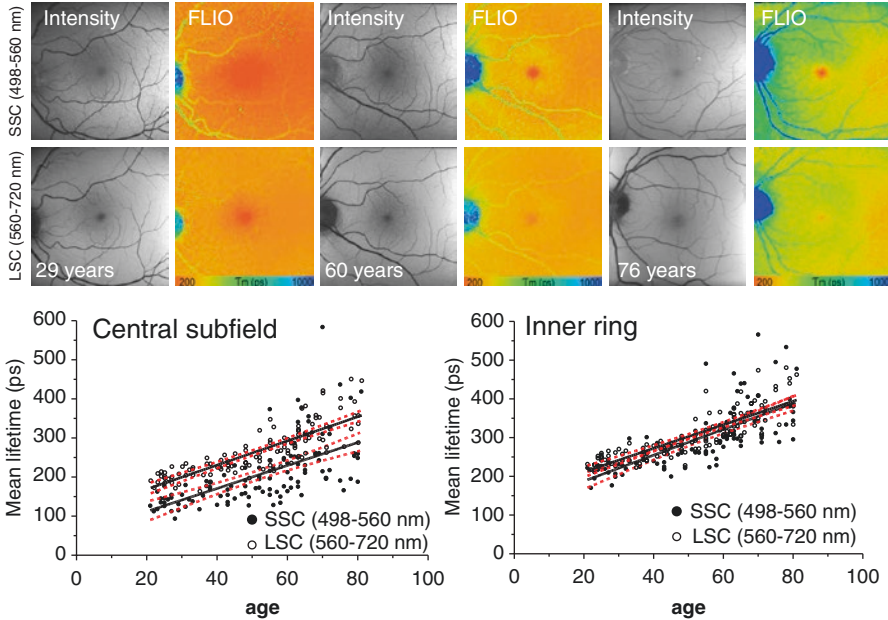 Intensity FLIO Intensity FLIO Intensity FLIO
SSC (498-560 nm)
LSC (560-720 nm)
29 years 60 years 76 years
200 Tm (ps) 1000 200 Tm (ps) 1000 200 Tm (ps) 1000
Central subfield
Mean lifetime (ps)
600
500
400
300
200
100
0
SSC (498-560 nm)
LSC (560-720 nm)
0 20 40 60 80 100
age
Inner ring
Mean lifetime (ps)
600
500
400
300
200
100
0
SSC (498-560 nm)
LSC (560-720 nm)
0 20 40 60 80 100
age